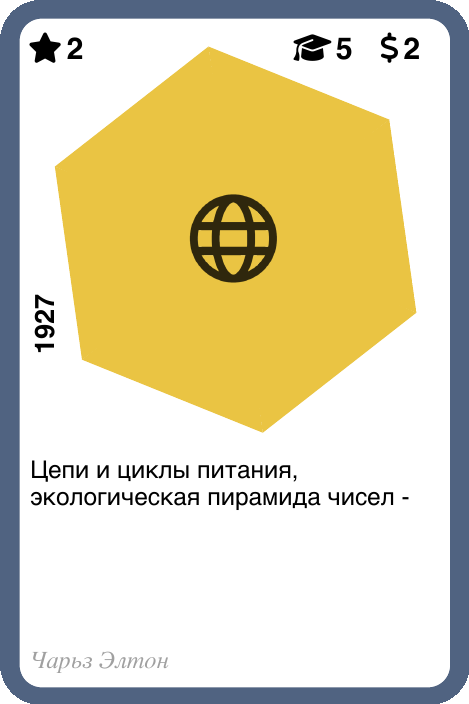 2
5
$2
1927
Цепи и циклы питания,
экологическая пирамида чисел -
Чарьз Элтон